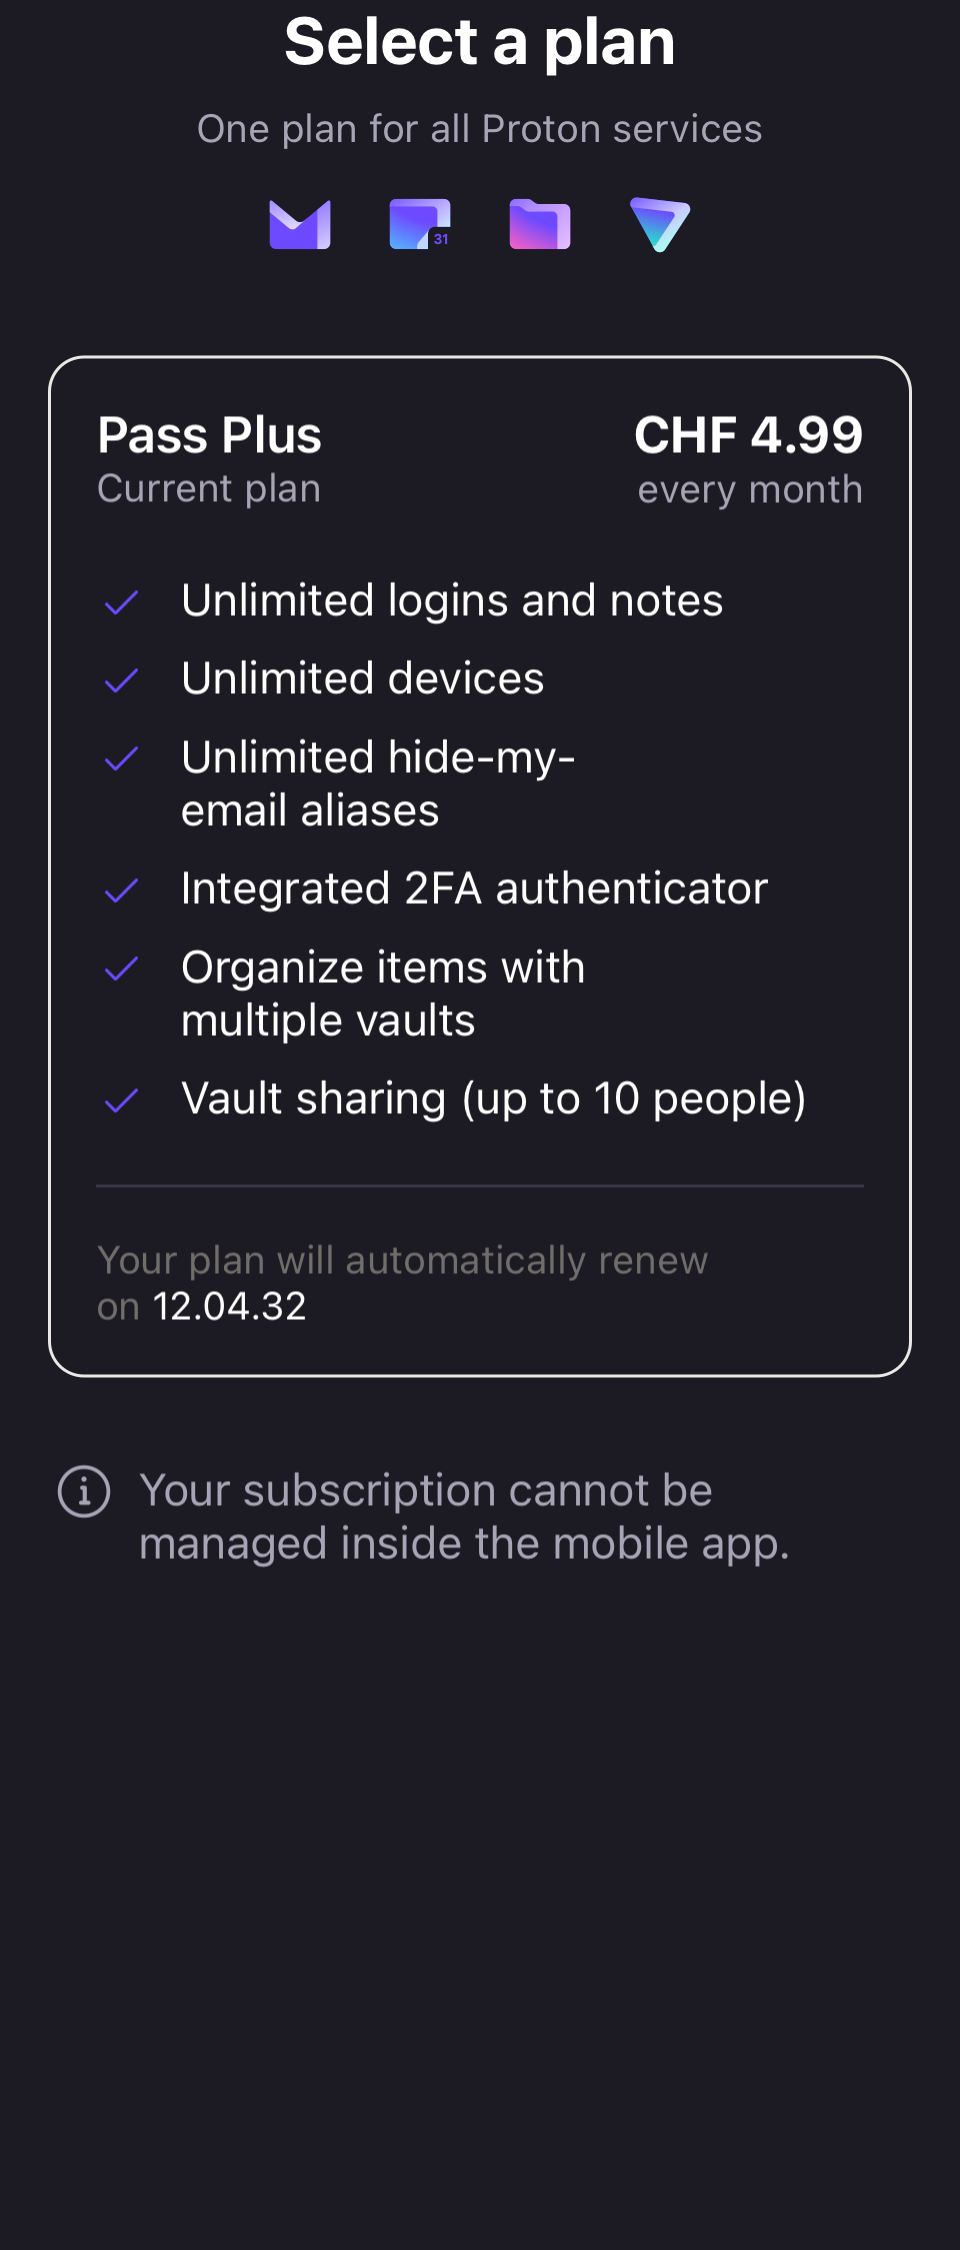 Select a plan
One plan for all Proton services
31
Pass Plus
CHF 4.99
Current plan
every month
Unlimited logins and notes
Unlimited devices
Unlimited hide-my-
email aliases
Integrated 2FA authenticator
Organize items with
multiple vaults
Vault sharing (up to 10 people)
Your plan will automatically renew
on 12.04.32
Your subscription cannot be
managed inside the mobile app.